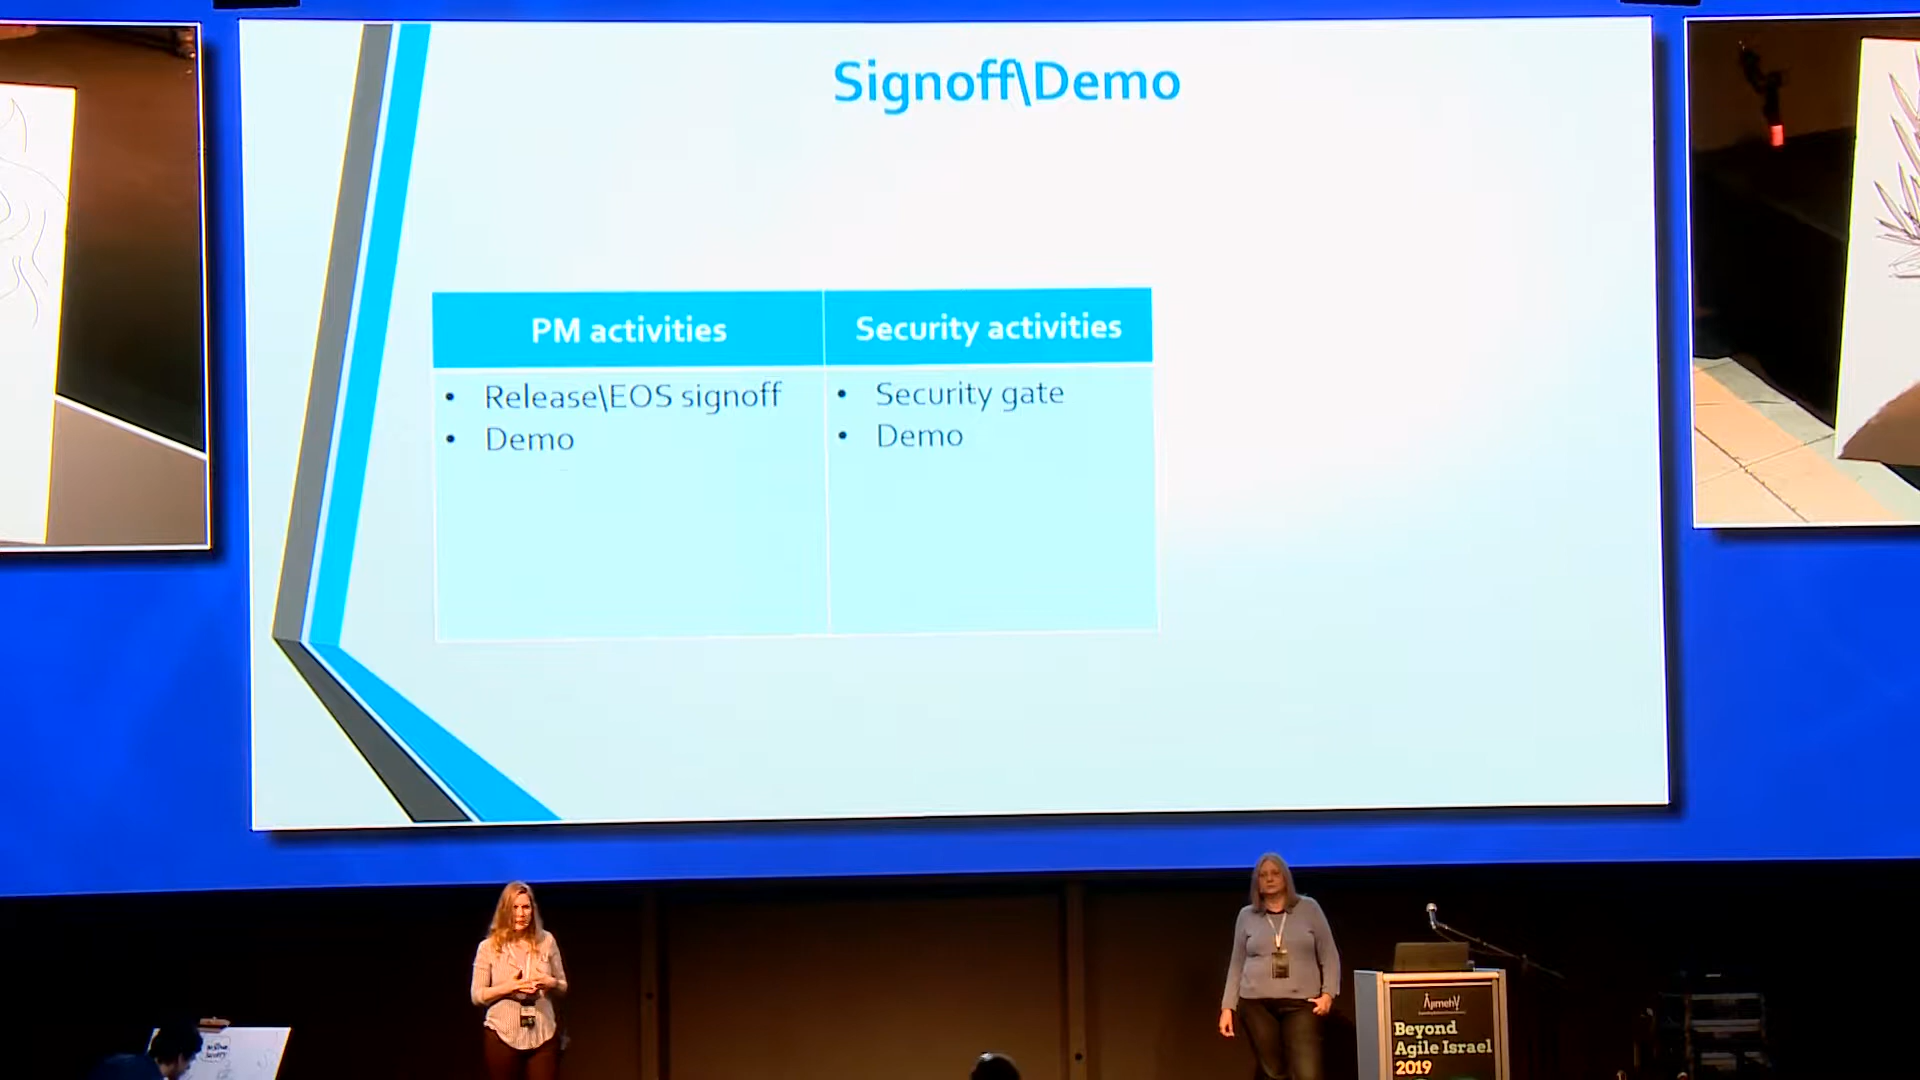 Signoff\Demo
PM activities
Security activities
• Release\EOS signoff
• Demo
• Security gate
• Demo
Beyond
Agile Israel
2019